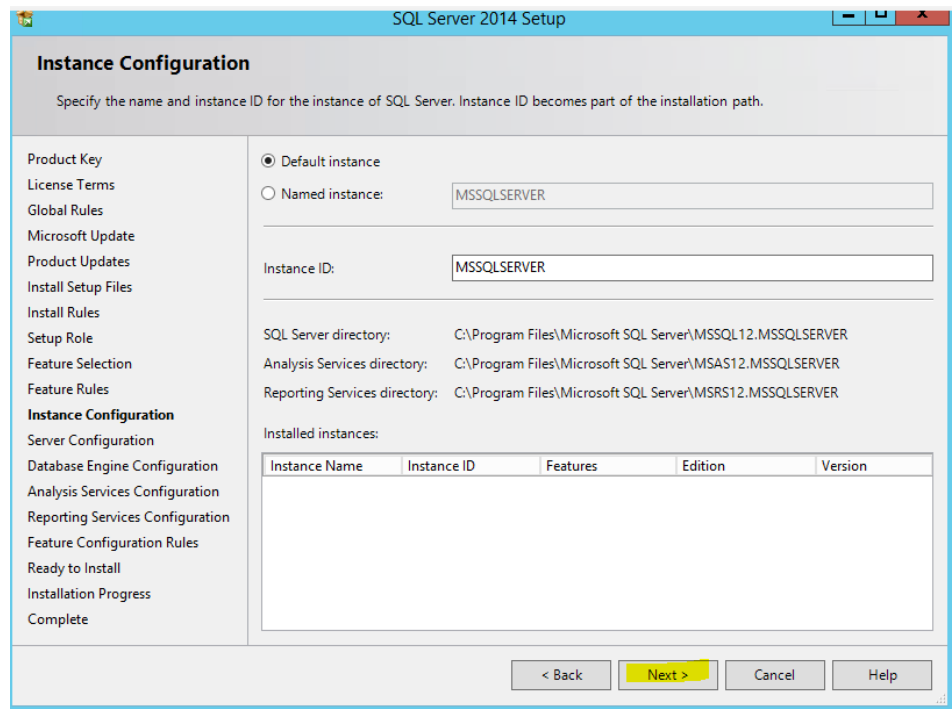 SQL Server 2014 Setup
Instance Configuration
Specify the name and instance ID for the instance of SQL Server. Instance ID becomes part of the installation path.
Product Key
License Terms
Global Rules
Microsoft Update
Product Updates
Install Setup Files
Install Rules
Setup Role
Feature Selection
Feature Rules
Instance Configuration
Server Configuration
Database Engine Configuration
Analysis Services Configuration
Reporting Services Configuration
Feature Configuration Rules
Ready to Install
Installation Progress
Complete
Default instance
Named instance: MSSQLSERVER
Instance ID: MSSQLSERVER
SQL Server directory: C:\Program Files\Microsoft SQL Server\MSSQL12.MSSQLSERVER
Analysis Services directory: C:\Program Files\Microsoft SQL Server\MSAS12.MSSQLSERVER
Reporting Services directory: C:\Program Files\Microsoft SQL Server\MSRS12.MSSQLSERVER
Installed instances:
Instance Name Instance ID Features Edition Version
< Back Next > Cancel Help